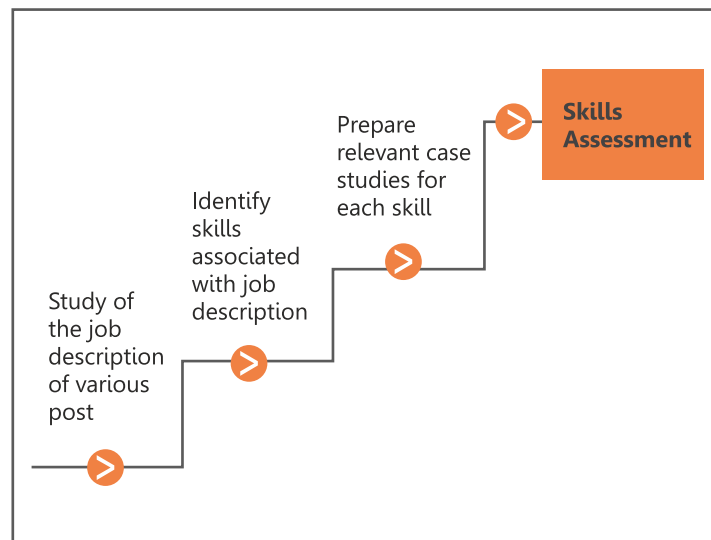 Study of
the job
description
of various
post
Identify
skills
associated
with job
description
Prepare
relevant case
studies for
each skill
Skills
Assessment